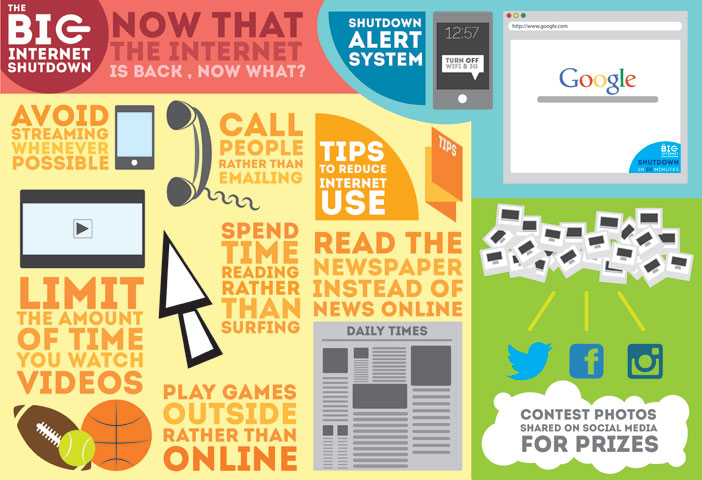 THE
BIG
INTERNET
SHUTDOWN
NOW THAT
THE INTERNET
IS BACK , NOW WHAT?
SHUTDOWN
ALERT
SYSTEM
12:57
TURN OFF
WIFI & 3G
http://www.google.com
Google
BIG
INTERNET
SHUTDOWN
SHUTDOWN
AVOID
STREAMING
WHENEVER
POSSIBLE
CALL
PEOPLE
RATHER THAN
EMAILING
TIPS
TO REDUCE
INTERNET
USE
TIPS
LIMIT
THE AMOUNT
OF TIME
YOU WATCH
VIDEOS
SPEND
TIME
READING
RATHER
THAN
SURFING
READ THE
NEWSPAPER
INSTEAD OF
NEWS ONLINE
DAILY TIMES
PLAY GAMES
OUTSIDE
RATHER THAN
ONLINE
CONTEST PHOTOS
SHARED ON SOCIAL MEDIA
FOR PRIZES